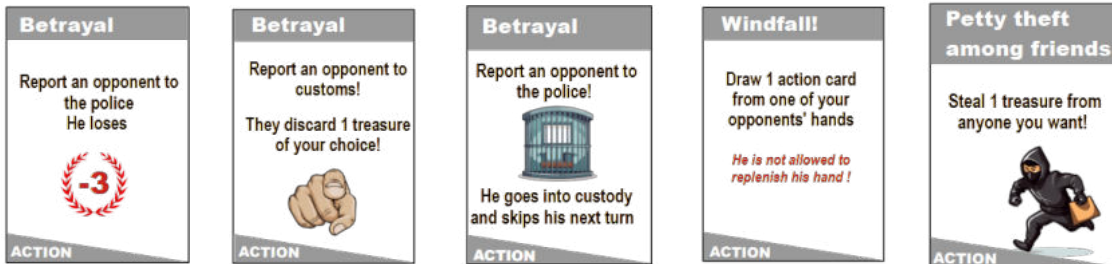 Betrayal
Report an opponent to
the police
He loses
-3
ACTION
Betrayal
Report an opponent to
customs!
They discard 1 treasure
of your choice!
ACTION
Betrayal
Report an opponent to
the police!
He goes into custody
and skips his next turn
ACTION
Windfall!
Draw 1 action card
from one of your
opponents' hands
He is not allowed to
replenish his hand !
ACTION
Petty theft
among friends
Steal 1 treasure from
anyone you want!
ACTION